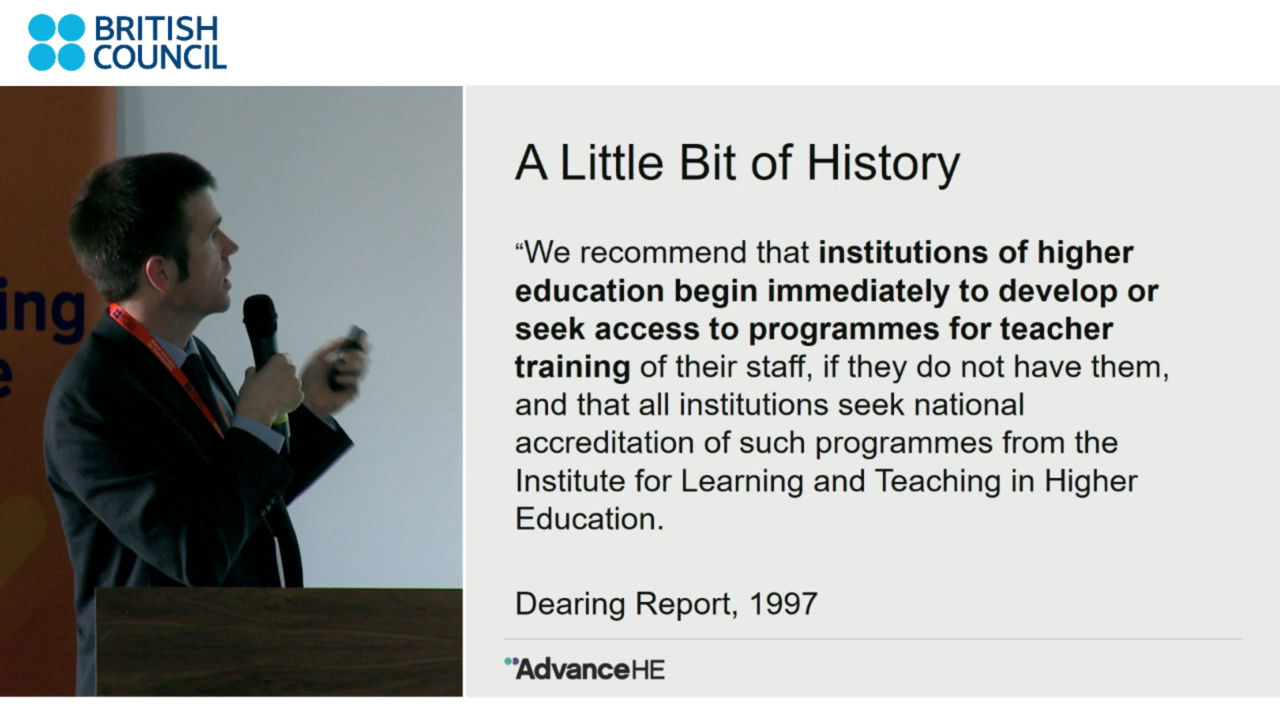 BRITISH
COUNCIL
ing
e
A Little Bit of History
“We recommend that institutions of higher
education begin immediately to develop or
seek access to programmes for teacher
training of their staff, if they do not have them,
and that all institutions seek national
accreditation of such programmes from the
Institute for Learning and Teaching in Higher
Education.
Dearing Report, 1997
AdvanceHE